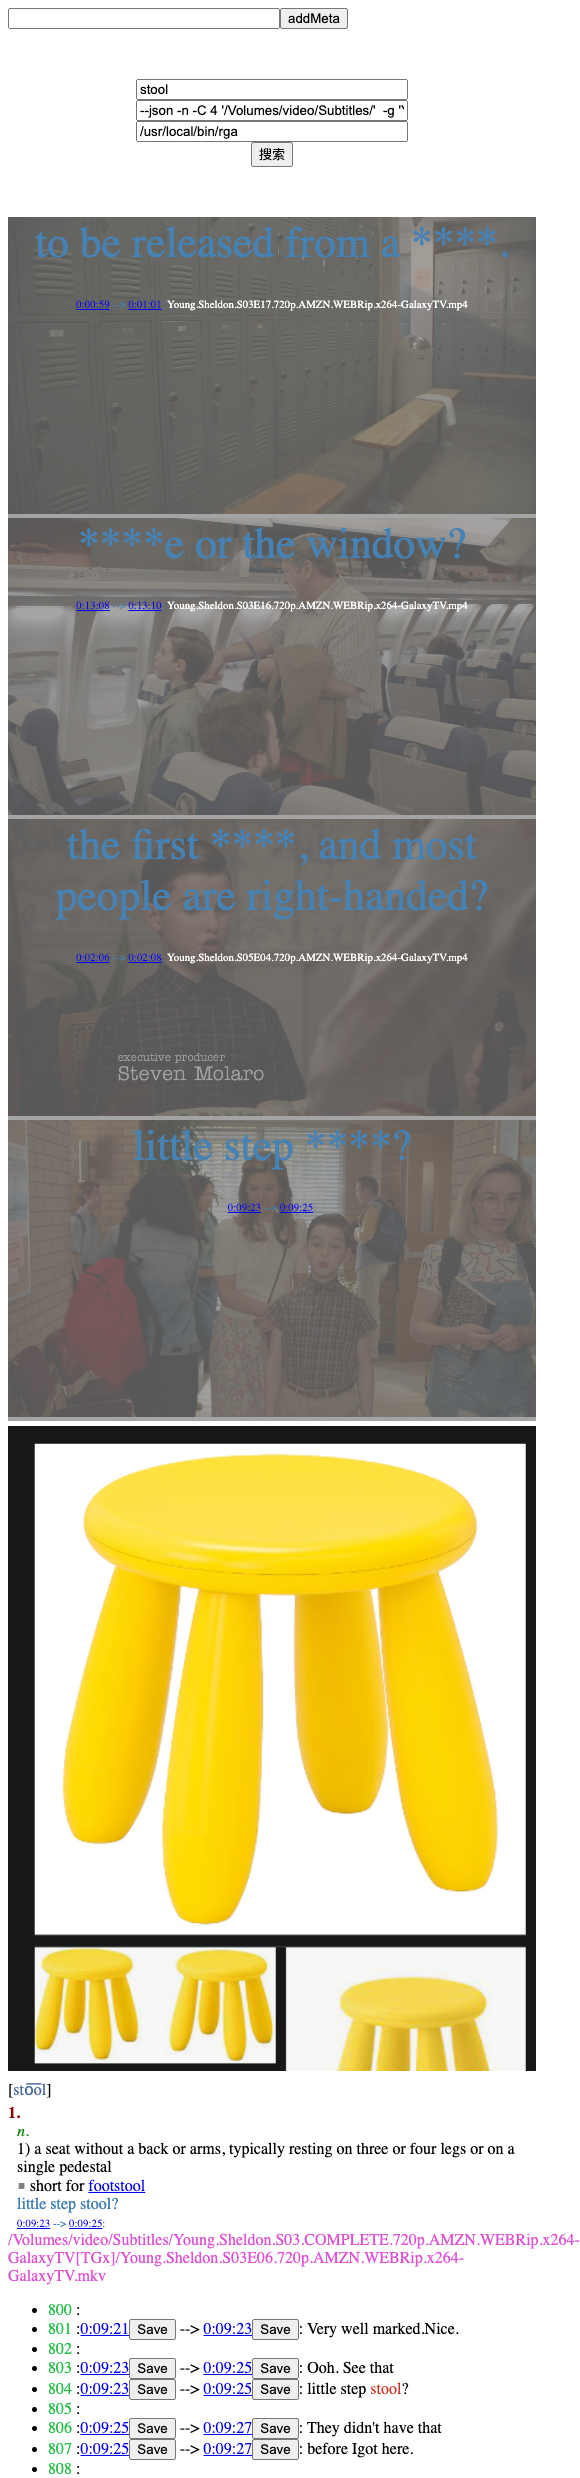 addMeta
stool
--json -n -C 4 '/Volumes/video/Subtitles/' -g '*
/usr/local/bin/rga
搜索
to be released from a ****.
0:00:59 --> 0:01:01 Young.Sheldon.S03E17.720p.AMZN.WEBRip.x264-GalaxyTV.mp4
****e or the window?
34
0:13:08 --> 0:13:10 Young.Sheldon.S03E16.720p.AMZN.WEBRip.x264-GalaxyTV.mp4
the first ****, and most
people are right-handed?
0:02:06 --> 0:02:08 Young.Sheldon.S05E04.720p.AMZN.WEBRip.x264-GalaxyTV.mp4
executive producer
Steven Molaro
little step ****?
0:09:23 --> 0:09:25
[sto͞ol]
1.
n.
1) a seat without a back or arms, typically resting on three or four legs or on a
single pedestal
■ short for footstool
little step stool?
0:09:23 --> 0:09:25:
/Volumes/video/Subtitles/Young.Sheldon.S03.COMPLETE.720p.AMZN.WEBRip.x264-
GalaxyTV[TGx]/Young.Sheldon.S03E06.720p.AMZN.WEBRip.x264-
GalaxyTV.mkv
• 800 :
• 801 :0:09:21 Save --> 0:09:23 Save : Very well marked.Nice.
• 802 :
• 803 :0:09:23 Save --> 0:09:25 Save : Ooh. See that
• 804 :0:09:23 Save --> 0:09:25 Save : little step stool?
• 805 :
• 806 :0:09:25 Save --> 0:09:27 Save : They didn't have that
• 807 :0:09:25 Save --> 0:09:27 Save : before Igot here.
• 808 :